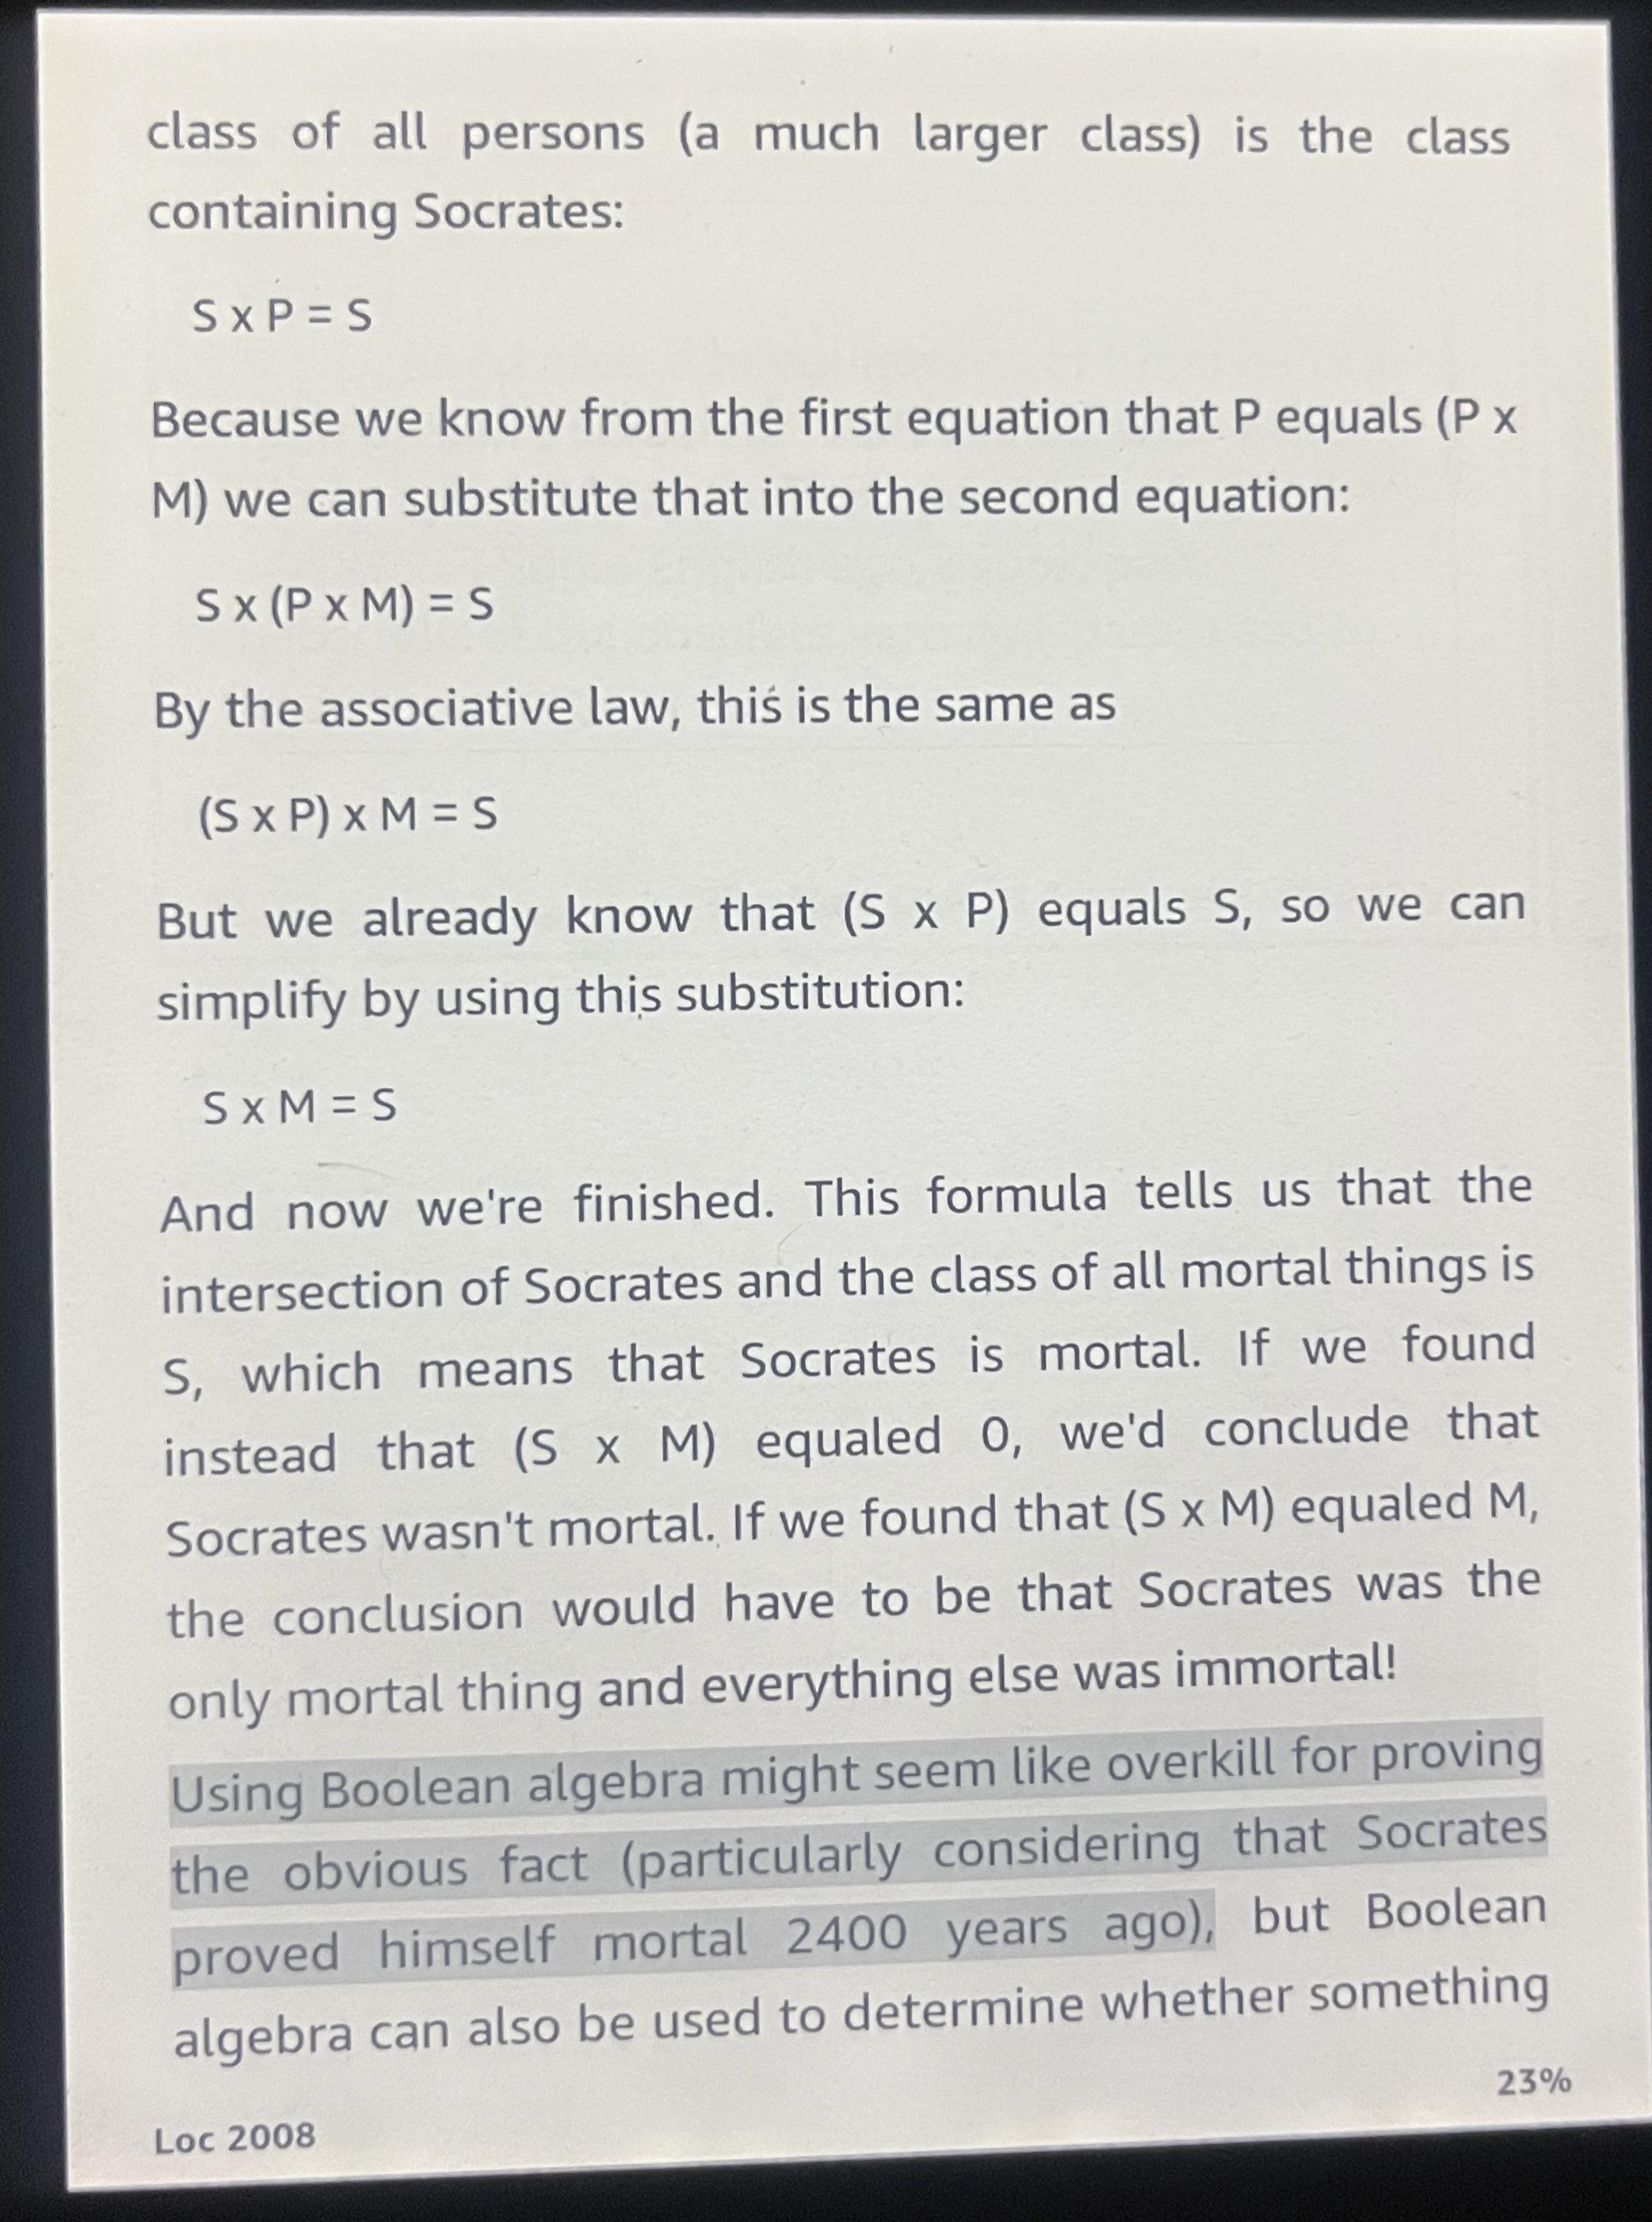 class of all persons (a much larger class) is the class
containing Socrates:
S x P = S
Because we know from the first equation that P equals (P x
M) we can substitute that into the second equation:
S x (P x M) = S
By the associative law, this is the same as
(S x P) x M = S
But we already know that (S x P) equals S, so we can
simplify by using this substitution:
S x M = S
And now we're finished. This formula tells us that the
intersection of Socrates and the class of all mortal things is
S, which means that Socrates is mortal. If we found
instead that (S x M) equaled 0, we'd conclude that
Socrates wasn't mortal. If we found that (S x M) equaled M,
the conclusion would have to be that Socrates was the
only mortal thing and everything else was immortal!
Using Boolean algebra might seem like overkill for proving
the obvious fact (particularly considering that Socrates
proved himself mortal 2400 years ago), but Boolean
algebra can also be used to determine whether something
23%
Loc 2008